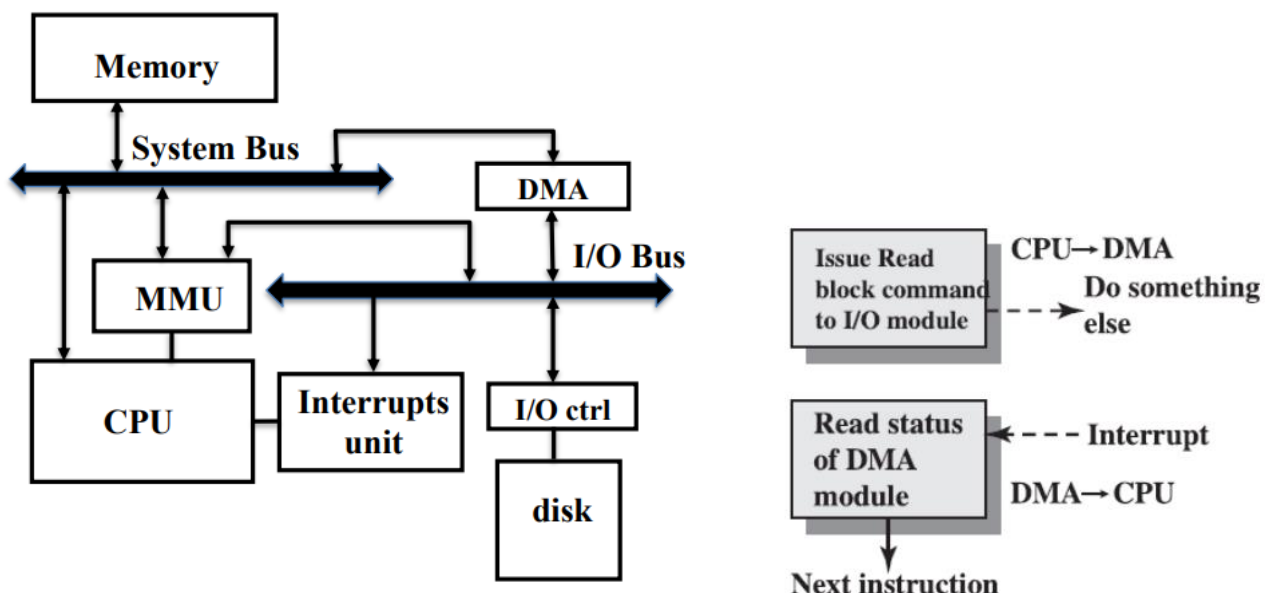 Memory
System Bus
DMA
I/O Bus
MMU
CPU
Interrupts
unit
I/O ctrl
disk
Issue Read
block command
to I/O module
CPU→DMA
Do something
else
Read status
of DMA
module
Interrupt
DMA→CPU
Next instruction